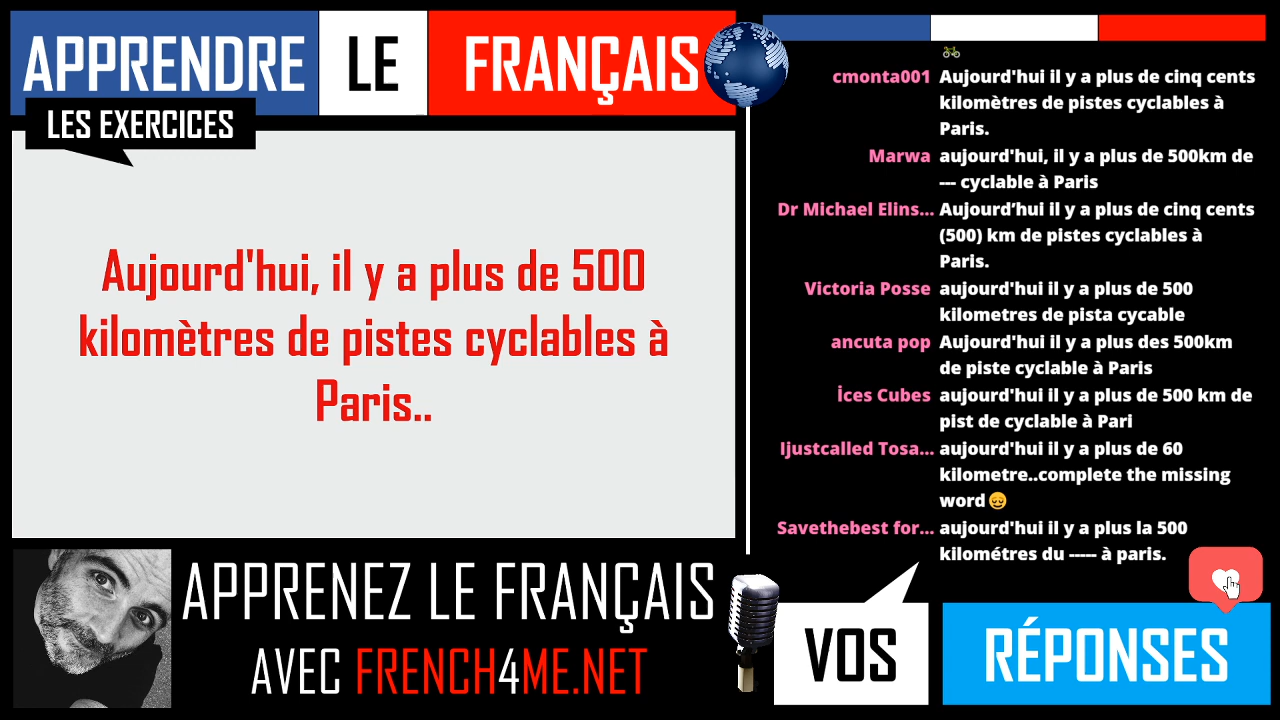 APPRENDRE LE FRANÇAIS
LES EXERCICES
Aujourd'hui, il y a plus de 500
kilomètres de pistes cyclables à
Paris..
APPRENEZ LE FRANÇAIS
AVEC FRENCH4ME.NET
cmonta001 Aujourd'hui il y a plus de cinq cents
kilomètres de pistes cyclables à
Paris.
Marwa aujourd'hui, il y a plus de 500km de
--- cyclable à Paris
Dr Michael Elins... Aujourd’hui il y a plus de cinq cents
(500) km de pistes cyclables à
Paris.
Victoria Posse aujourd'hui il y a plus de 500
kilometres de pista cycable
ancuta pop Aujourd'hui il y a plus des 500km
de piste cyclable à Paris
İces Cubes aujourd'hui il y a plus de 500 km de
pist de cyclable à Pari
Ijustcalled Tosa... aujourd'hui il y a plus de 60
kilometre..complete the missing
word
Savethebest for... aujourd'hui il y a plus la 500
kilométres du ----- à paris.
VOS RÉPONSES